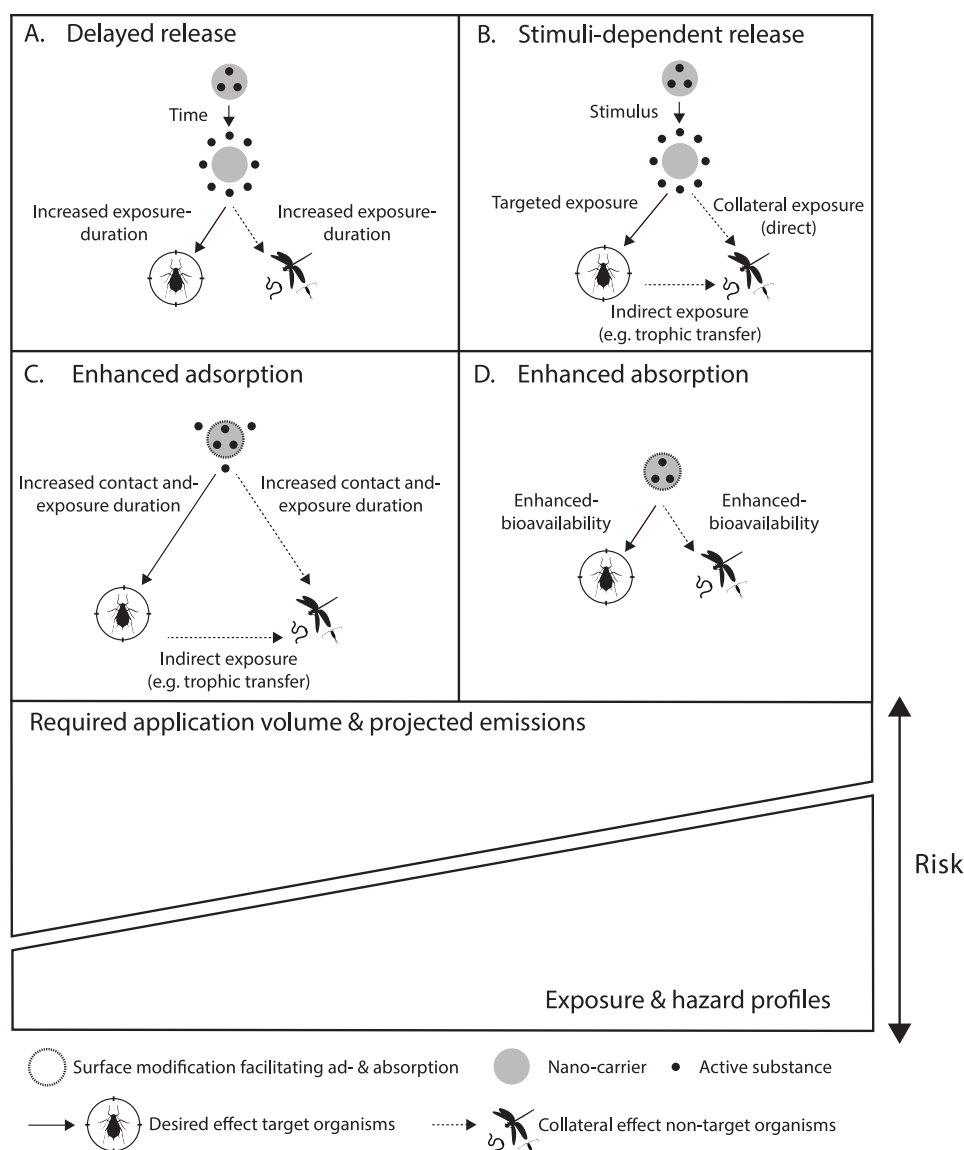 A. Delayed release
Time
Increased exposure-
duration
Increased exposure-
duration
B. Stimuli-dependent release
Stimulus
Targeted exposure
Collateral exposure
(direct)
Indirect exposure
(e.g. trophic transfer)
C. Enhanced adsorption
Increased contact and-
exposure duration
Increased contact and-
exposure duration
Indirect exposure
(e.g. trophic transfer)
D. Enhanced absorption
Enhanced-
bioavailability
Enhanced-
bioavailability
Required application volume & projected emissions
Risk
Exposure & hazard profiles
Surface modification facilitating ad- & absorption
Nano-carrier
Active substance
Desired effect target organisms
Collateral effect non-target organisms